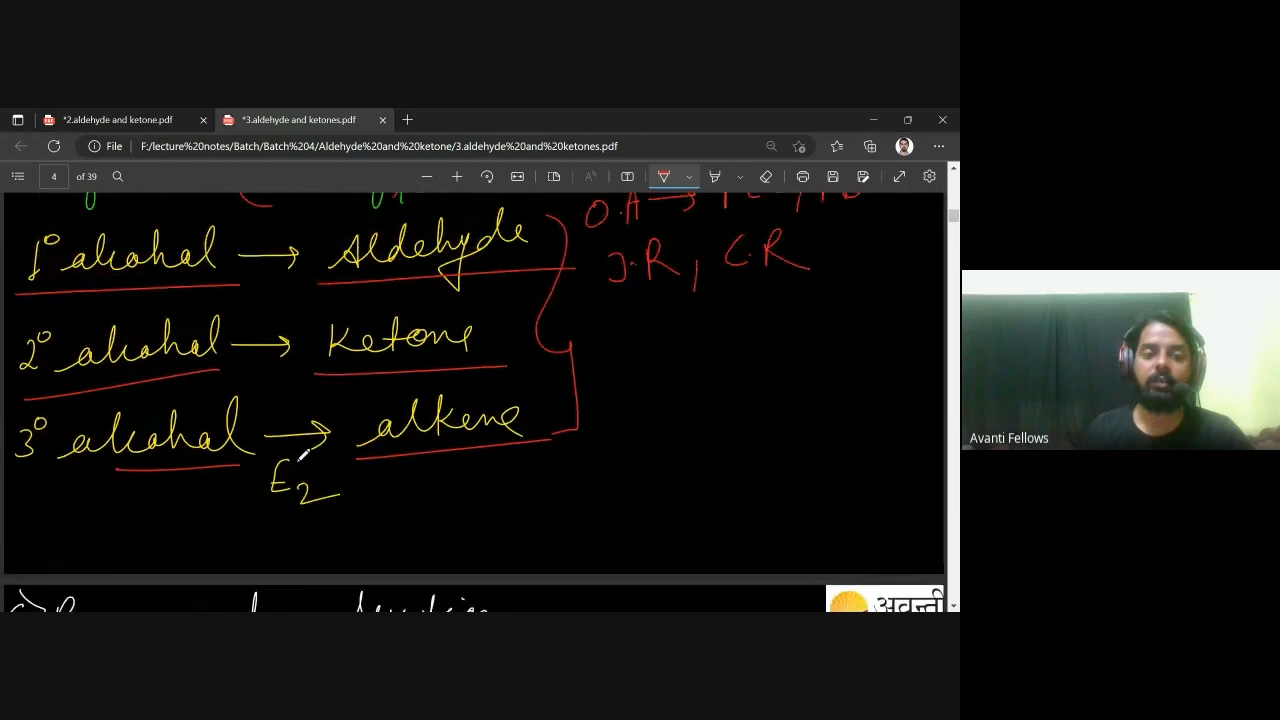 *2.aldehyde and ketone.pdf
*3.aldehyde and ketones.pdf
File
F:/lecture%20notes/Batch/Batch%204/Aldehyde%20and%20ketone/3.aldehyde%20and%20ketones.pdf
4 of 39
O.A →
1° alcohal → Aldehyde
J.R, C.R
2° alcohal → Ketone
3° alcohal → alkene
E2
अवन्ती
Avanti Fellows